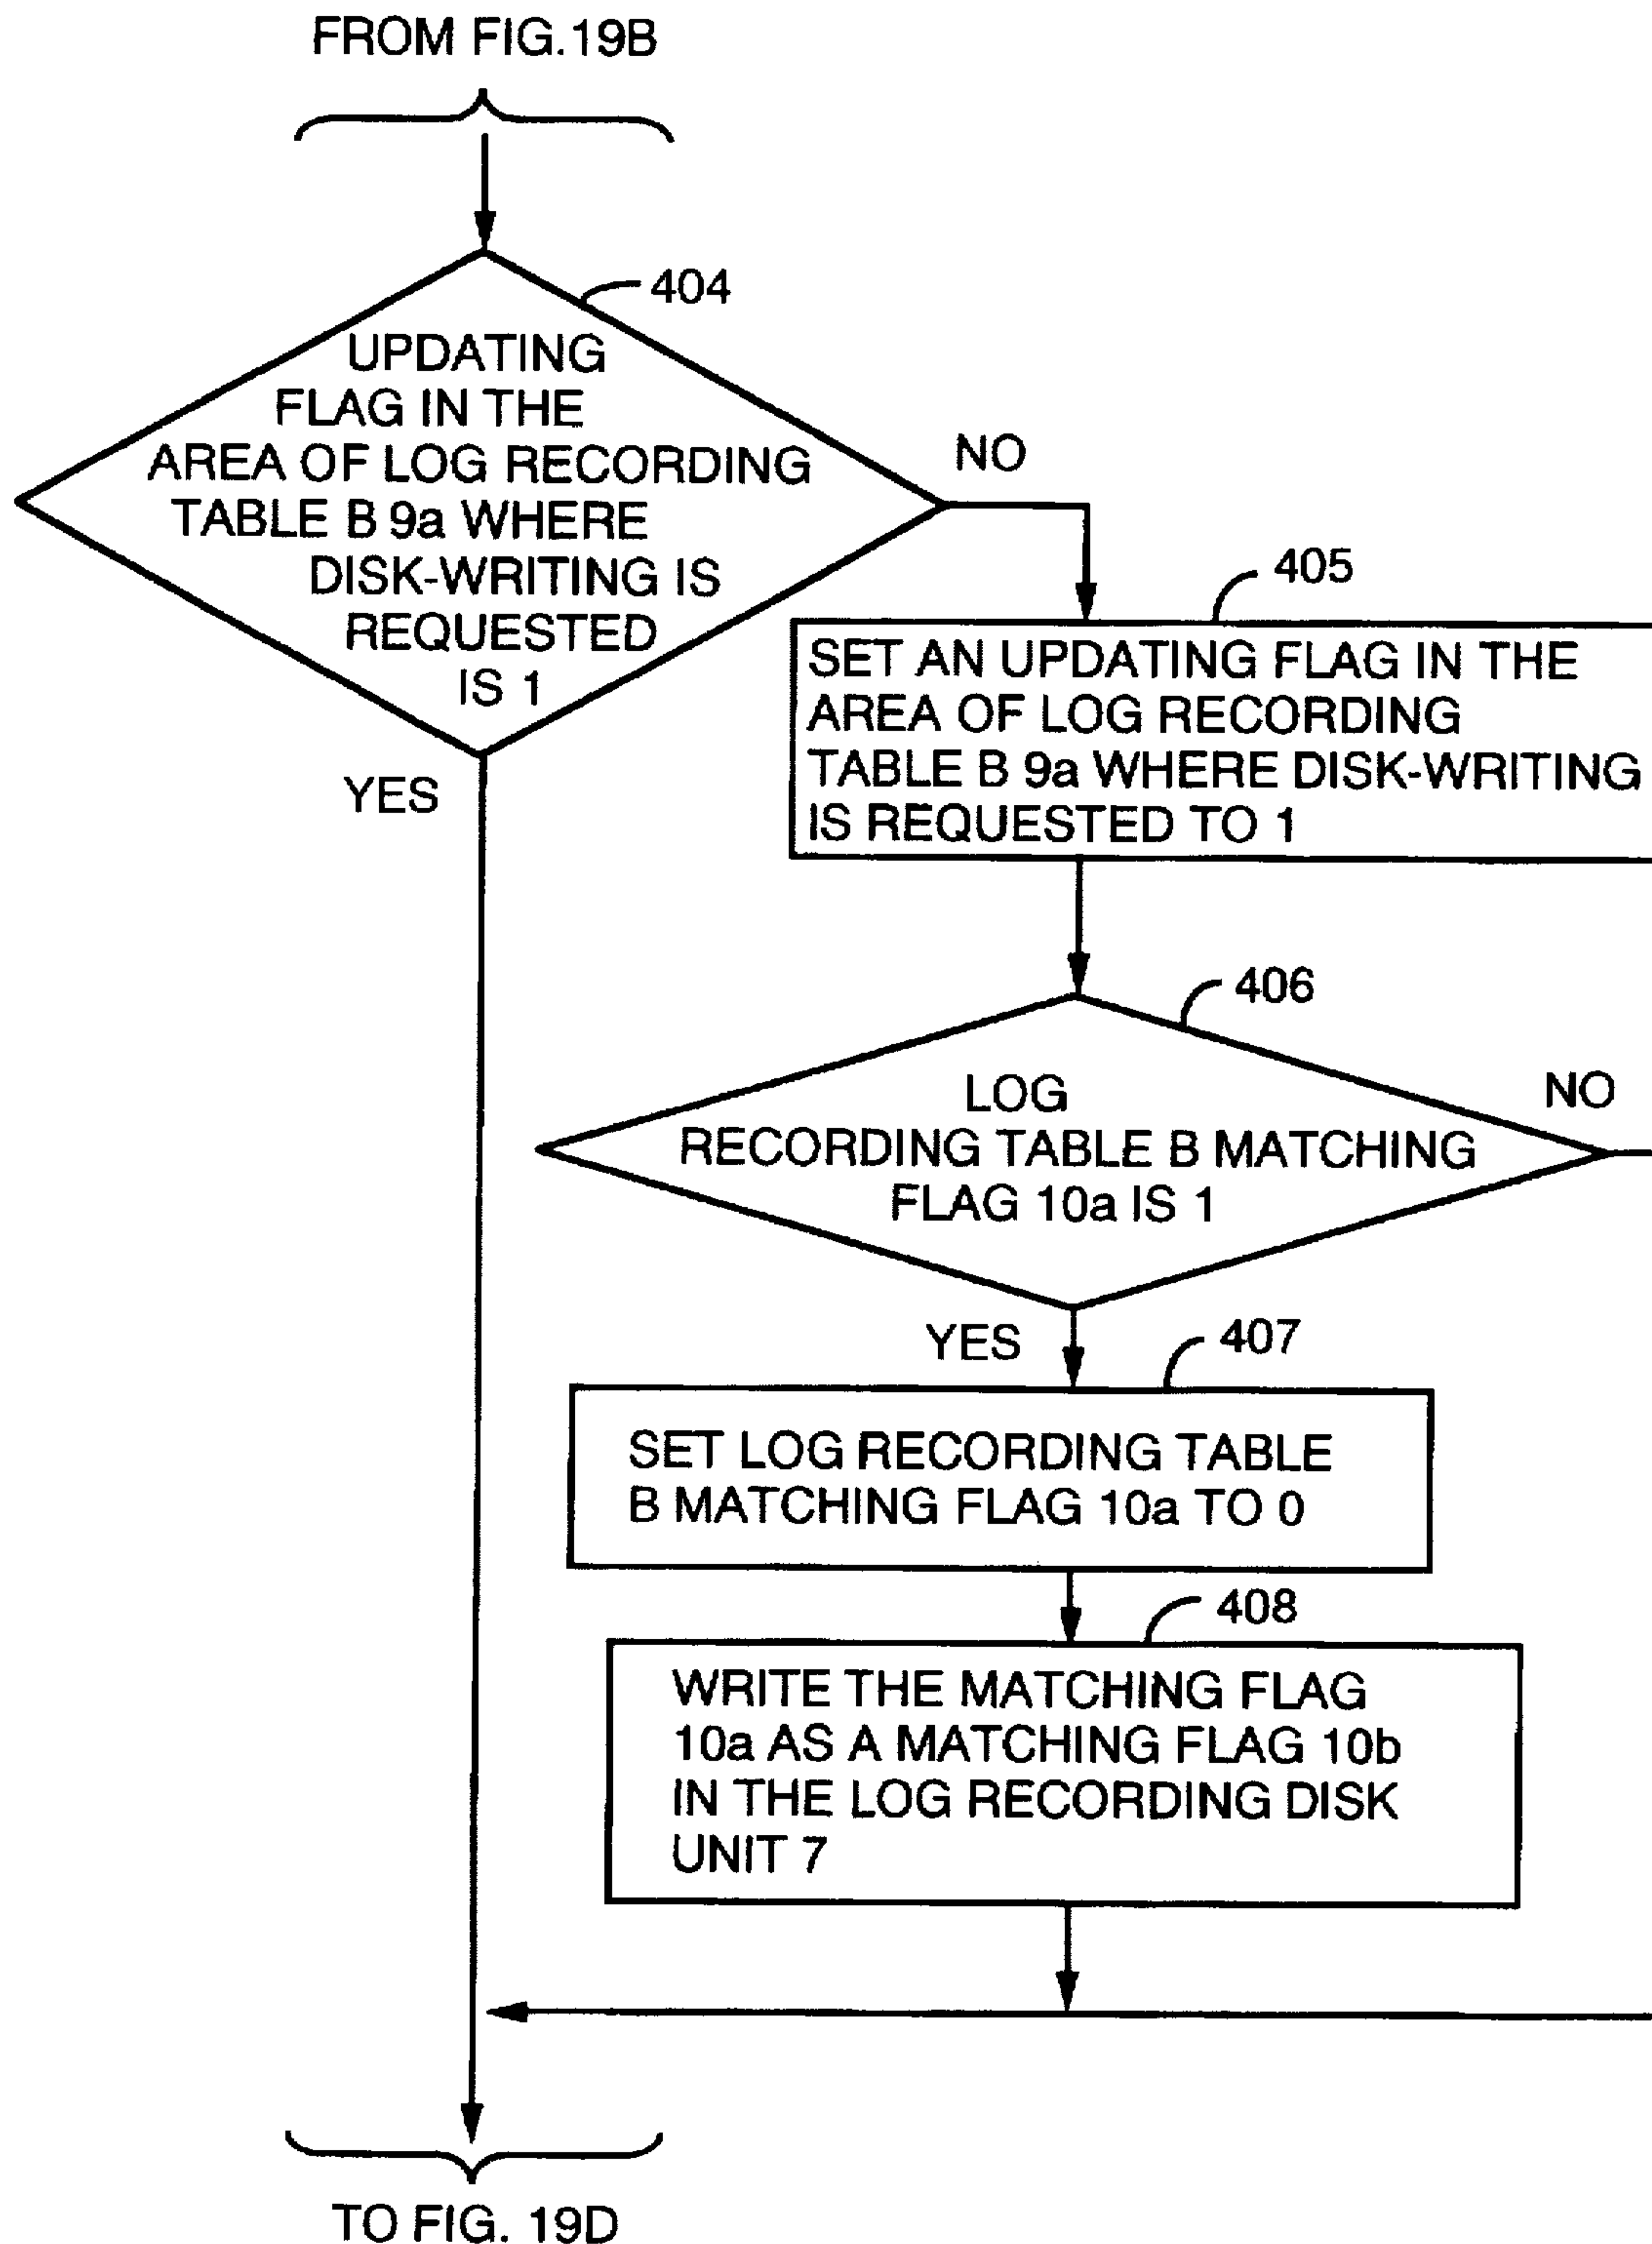 FROM FIG.19B
404
UPDATING
FLAG IN THE
AREA OF LOG RECORDING
TABLE B 9a WHERE
DISK-WRITING IS
REQUESTED
IS 1
NO
YES
405
SET AN UPDATING FLAG IN THE
AREA OF LOG RECORDING
TABLE B 9a WHERE DISK-WRITING
IS REQUESTED TO 1
406
LOG
RECORDING TABLE B MATCHING
FLAG 10a IS 1
NO
YES
407
SET LOG RECORDING TABLE
B MATCHING FLAG 10a TO 0
408
WRITE THE MATCHING FLAG
10a AS A MATCHING FLAG 10b
IN THE LOG RECORDING DISK
UNIT 7
TO FIG. 19D